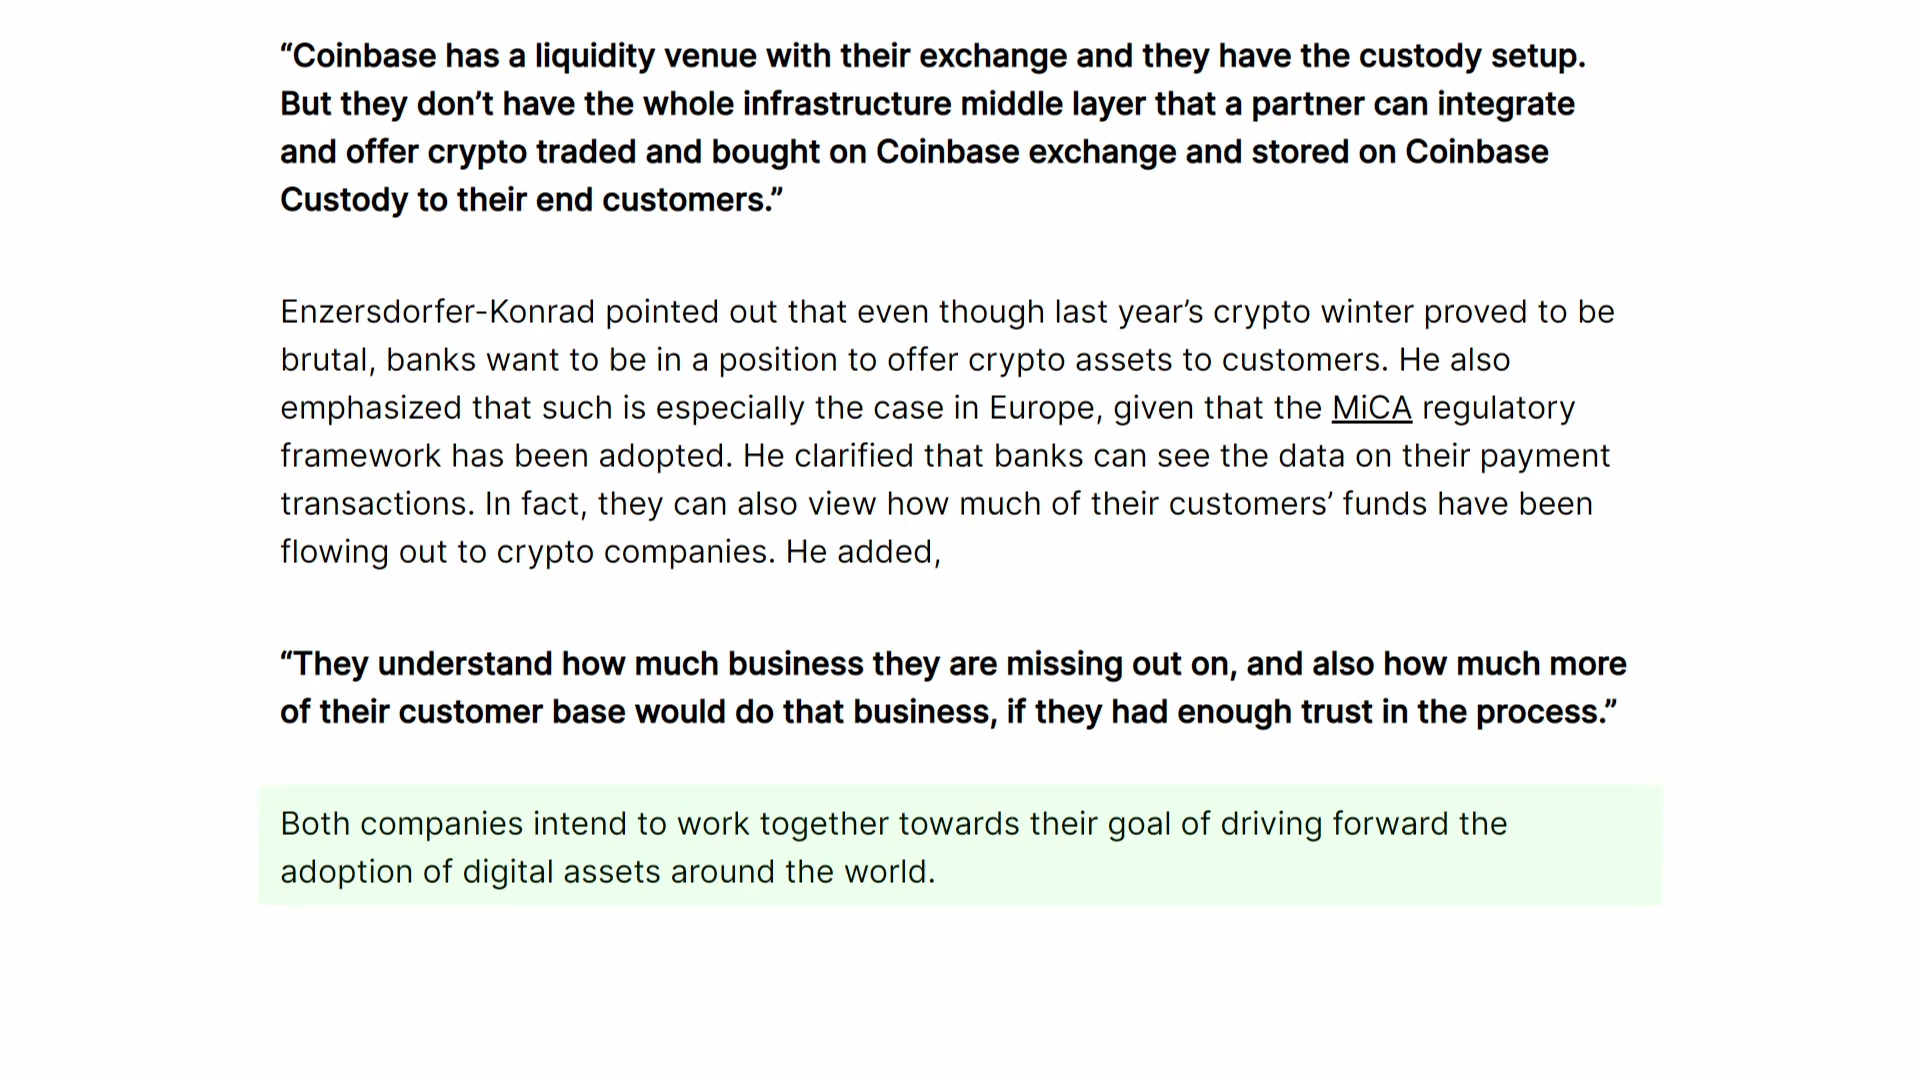 “Coinbase has a liquidity venue with their exchange and they have the custody setup.
But they don’t have the whole infrastructure middle layer that a partner can integrate
and offer crypto traded and bought on Coinbase exchange and stored on Coinbase
Custody to their end customers.”
Enzersdorfer-Konrad pointed out that even though last year’s crypto winter proved to be
brutal, banks want to be in a position to offer crypto assets to customers. He also
emphasized that such is especially the case in Europe, given that the MiCA regulatory
framework has been adopted. He clarified that banks can see the data on their payment
transactions. In fact, they can also view how much of their customers’ funds have been
flowing out to crypto companies. He added,
“They understand how much business they are missing out on, and also how much more
of their customer base would do that business, if they had enough trust in the process.”
Both companies intend to work together towards their goal of driving forward the
adoption of digital assets around the world.